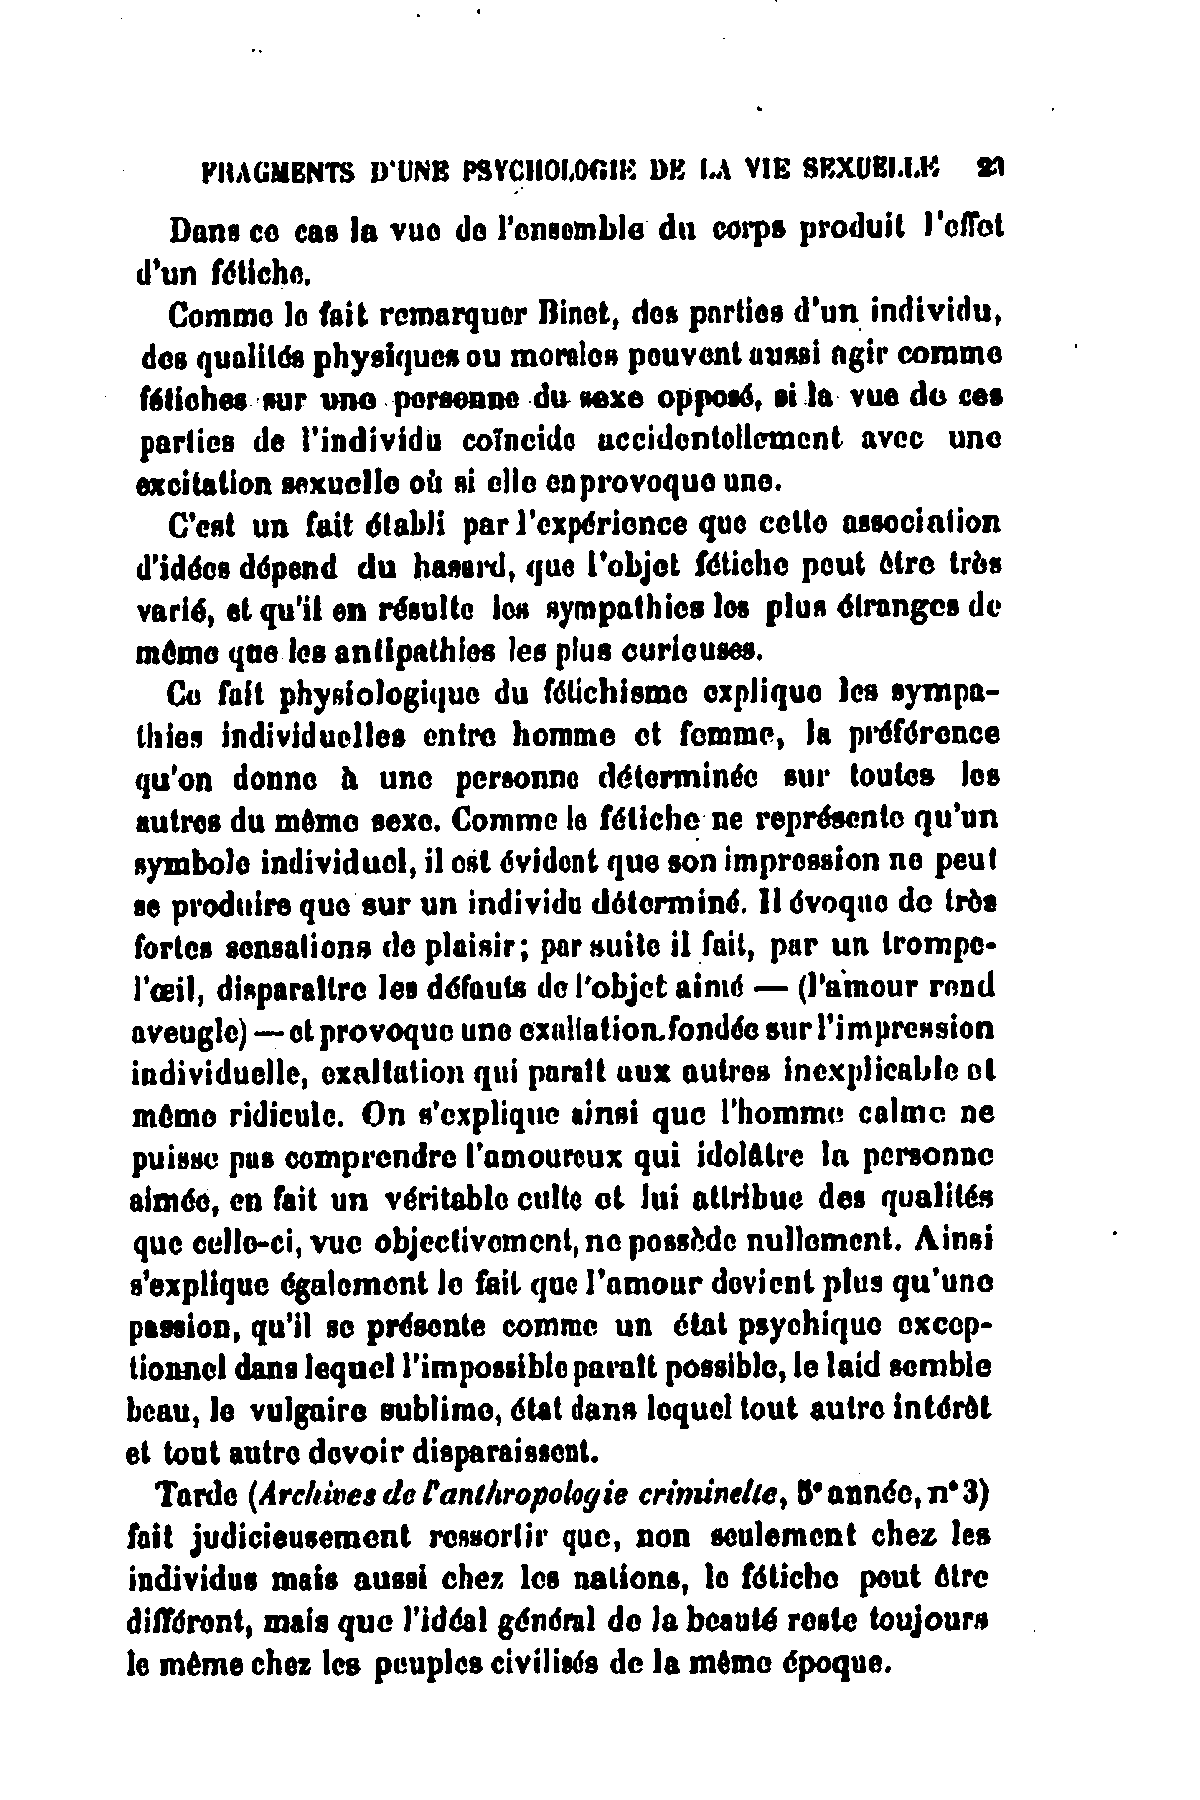 FRAGMENTS D'UNE PSYCHOLOGIE DE LA VIE SEXUELLE
Dans ce cas la vue de l'ensemble du corps produit l'effet
d'un fétiche.
Comme le fait remarquer Binet, des parties d'un individu,
des qualités physiques ou morales peuvent aussi agir comme
fétiches sur une personne du sexe opposé, si la vue de ces
parties de l'individu coïncide accidentellement avec une
excitation sexuelle où si elle en provoque une.
C'est un fait établi par l'expérience que cette association
d'idées dépend du hasard, que l'objet fétiche peut être très
varié, et qu'il en résulte les sympathies les plus étranges de
même que les antipathies les plus curieuses.
Ce fait physiologique du fétichisme explique les sympa-
thies individuelles entre homme et femme, la préférence
qu'on donne à une personne déterminée sur toutes les
autres du même sexe. Comme le fétiche ne représente qu'un
symbole individuel, il est évident que son impression ne peut
se produire que sur un individu déterminé. Il évoque de très
fortes sensations de plaisir; par suite il fait, par un trompe-
l'œil, disparaître les défauts de l'objet aimé — (l'amour rend
aveugle) — et provoque une exaltation fondée sur l'impression
individuelle, exaltation qui paraît aux autres inexplicable et
même ridicule. On s'explique ainsi que l'homme calme ne
puisse pas comprendre l'amoureux qui idolâtre la personne
aimée, en fait un véritable culte et lui attribue des qualités
que celle-ci, vue objectivement, ne possède nullement. Ainsi
s'explique également le fait que l'amour devient plus qu'une
passion, qu'il se présente comme un état psychique excep-
tionnel dans lequel l'impossible paraît possible, le laid semble
beau, le vulgaire sublime, état dans lequel tout autre intérêt
et tout autre devoir disparaissent.
Tarde (Archives de l'anthropologie criminelle, 5e année, n° 3)
fait judicieusement ressortir que, non seulement chez les
individus mais aussi chez les nations, le fétiche peut être
différent, mais que l'idéal général de la beauté reste toujours
le même chez les peuples civilisés de la même époque.